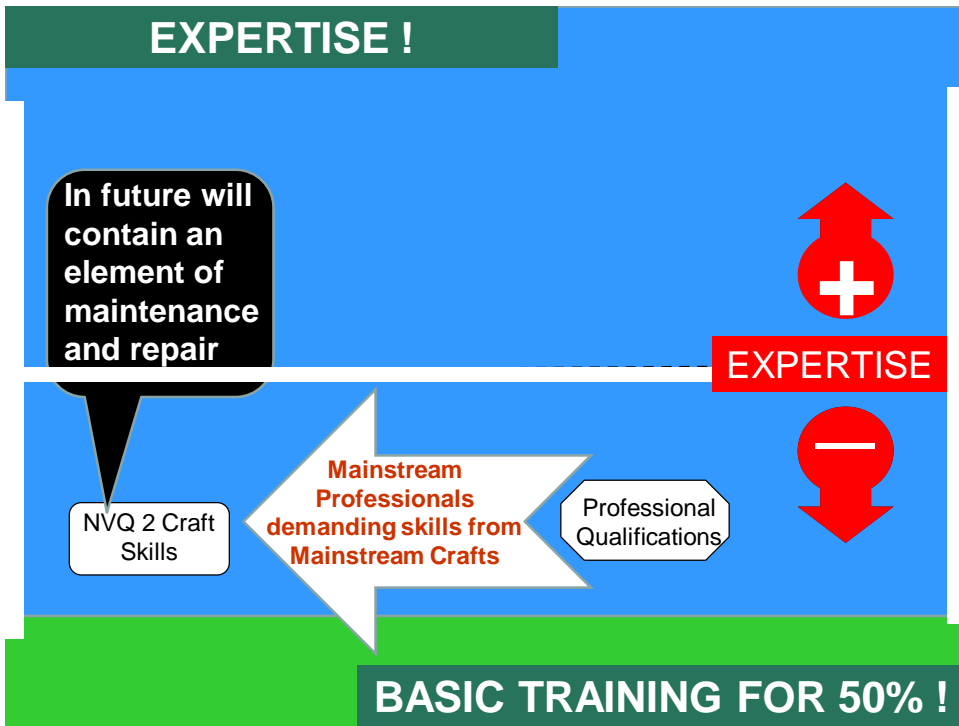 EXPERTISE !
In future will
contain an
element of
maintenance
and repair
EXPERTISE
Mainstream
Professionals
demanding skills from
Mainstream Crafts
NVQ 2 Craft
Skills
Professional
Qualifications
BASIC TRAINING FOR 50% !